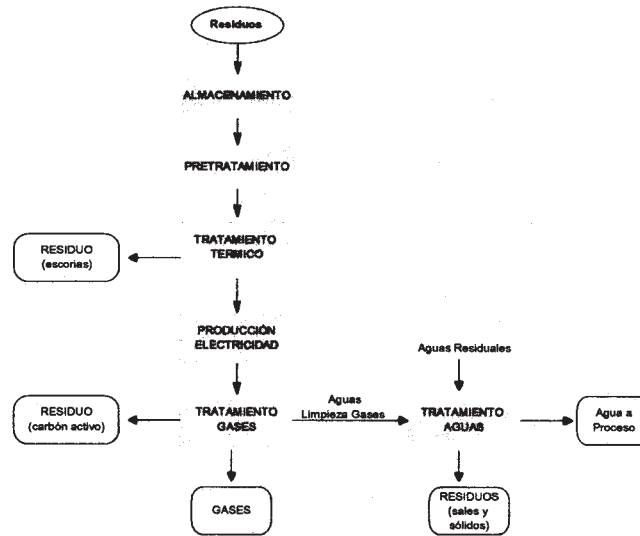 Residuos
ALMACENAMIENTO
PRETRATAMIENTO
TRATAMIENTO
TERMICO
RESIDUO
(escorias)
PRODUCCIÓN
ELECTRICIDAD
Aguas Residuales
RESIDUO
(carbón activo)
TRATAMIENTO
GASES
Aguas
Limpieza Gases
TRATAMIENTO
AGUAS
Agua a
Proceso
GASES
RESIDUOS
(sales y
sólidos)